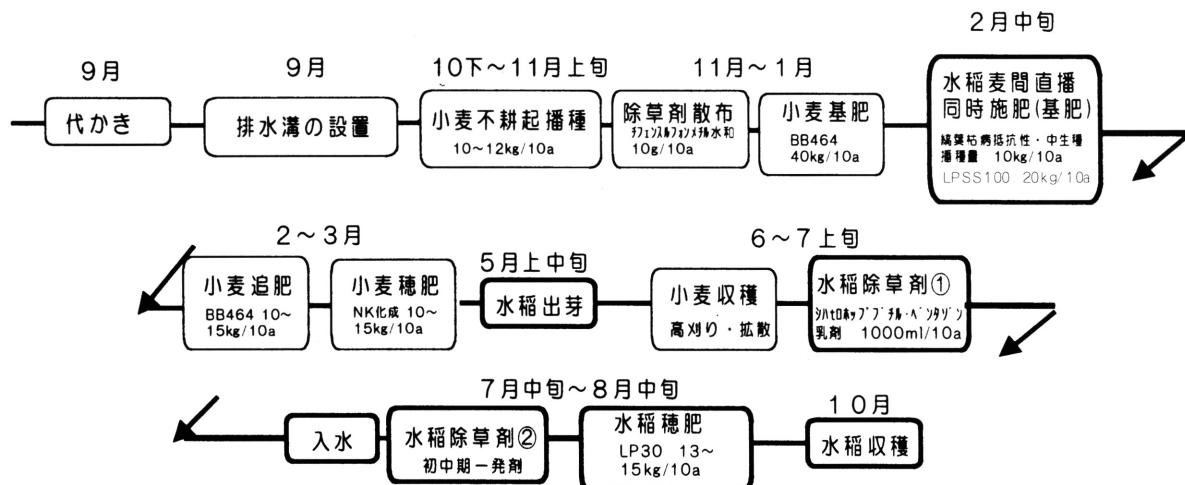 9月
代かき
9月
排水溝の設置
10下～11月上旬
小麦不耕起播種
10～12kg/10a
11月～1月
除草剤散布
チフェンスルフォンメチル水和
10g/10a
小麦基肥
BB464
40kg/10a
2月中旬
水稲麦間直播
同時施肥(基肥)
縞葉枯病抵抗性・中生種
播種量 10kg/10a
LPSS100 20kg/10a
2～3月
小麦追肥
BB464 10～
15kg/10a
小麦穂肥
NK化成 10～
15kg/10a
5月上中旬
水稲出芽
6～7上旬
小麦収穫
高刈り・拡散
水稲除草剤①
シハロホップブチル・ベンタゾン
乳剤 1000ml/10a
入水
7月中旬～8月中旬
水稲除草剤②
初中期一発剤
水稲穂肥
LP30 13～
15kg/10a
10月
水稲収穫